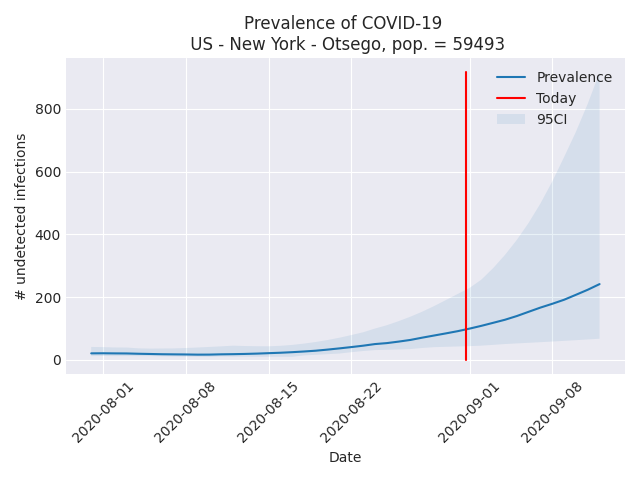 Prevalence of COVID-19
US - New York - Otsego, pop. = 59493
Prevalence
Today
95CI
# undetected infections
800
600
400
200
0
2020-08-01
2020-08-08
2020-08-15
2020-08-22
2020-09-01
2020-09-08
Date